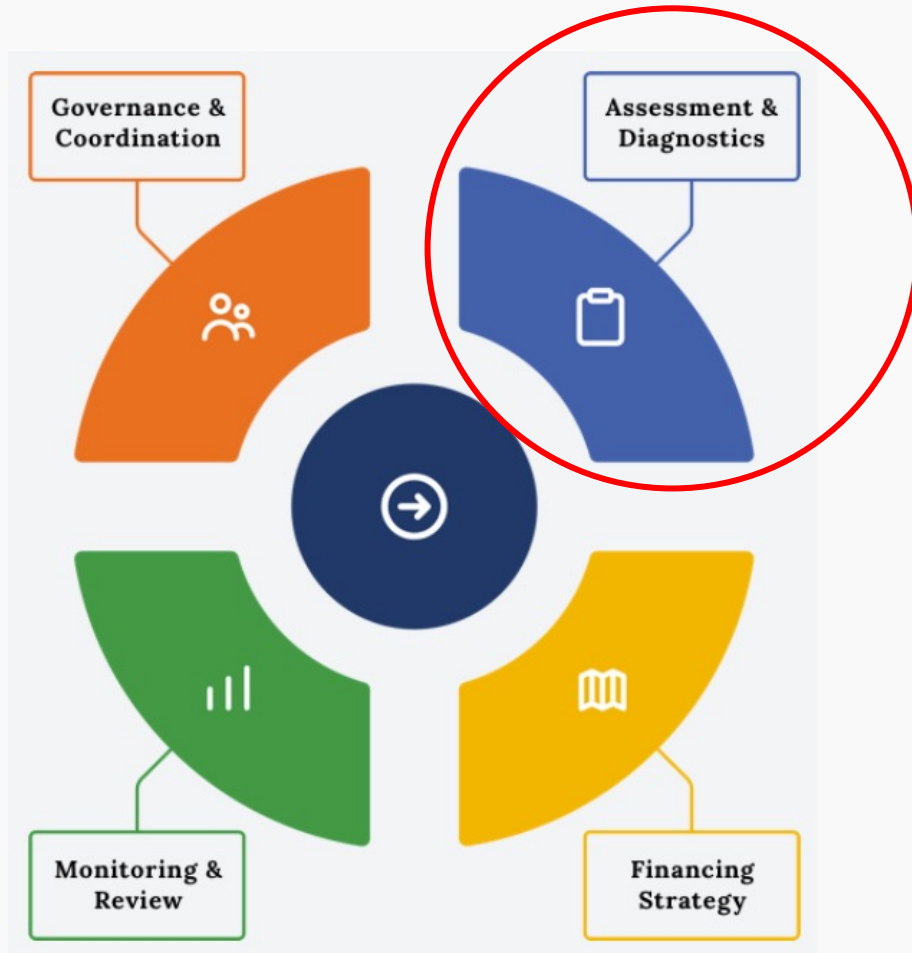 Governance &
Coordination
Assessment &
Diagnostics
Monitoring &
Review
Financing
Strategy